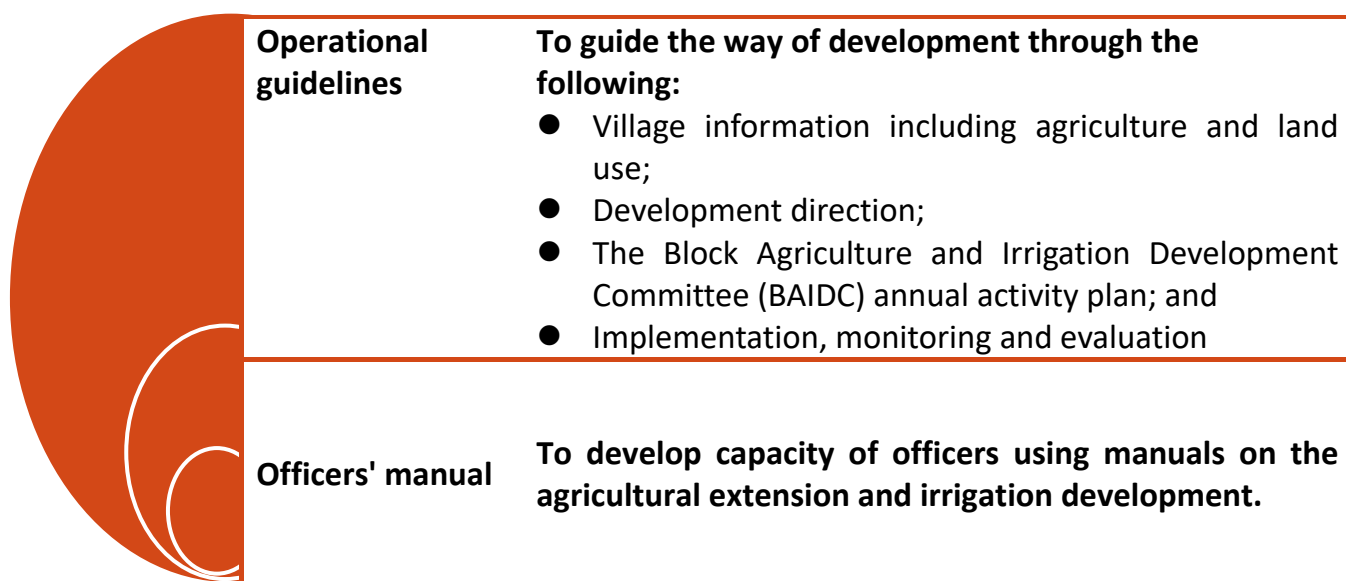 Operational
guidelines
To guide the way of development through the
following:
● Village information including agriculture and land
use;
● Development direction;
● The Block Agriculture and Irrigation Development
Committee (BAIDC) annual activity plan; and
● Implementation, monitoring and evaluation
Officers' manual
To develop capacity of officers using manuals on the
agricultural extension and irrigation development.